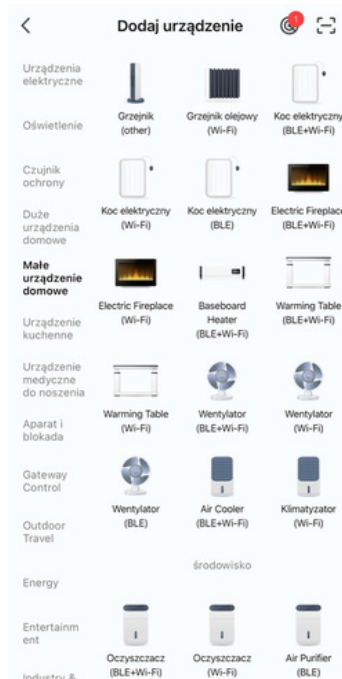 Dodaj urządzenie
1
Urządzenia
elektryczne
Oświetlenie
Czujnik
ochrony
Duże
urządzenia
domowe
Małe
urządzenie
domowe
Urządzenie
kuchenne
Urządzenie
medyczne
do noszenia
Aparat i
blokada
Gateway
Control
Outdoor
Travel
Energy
Entertainm
ent
Industry &
Grzejnik
(other)
Grzejnik olejowy
(Wi-Fi)
Koc elektryczny
(BLE+Wi-Fi)
Koc elektryczny
(Wi-Fi)
Koc elektryczny
(BLE)
Electric Fireplace
(BLE+Wi-Fi)
Electric Fireplace
(Wi-Fi)
Baseboard
Heater
(BLE+Wi-Fi)
Warming Table
(BLE+Wi-Fi)
Warming Table
(Wi-Fi)
Wentylator
(BLE+Wi-Fi)
Wentylator
(Wi-Fi)
Wentylator
(BLE)
Air Cooler
(BLE+Wi-Fi)
Klimatyzator
(Wi-Fi)
środowisko
Oczyszczacz
(BLE+Wi-Fi)
Oczyszczacz
(Wi-Fi)
Air Purifier
(BLE)